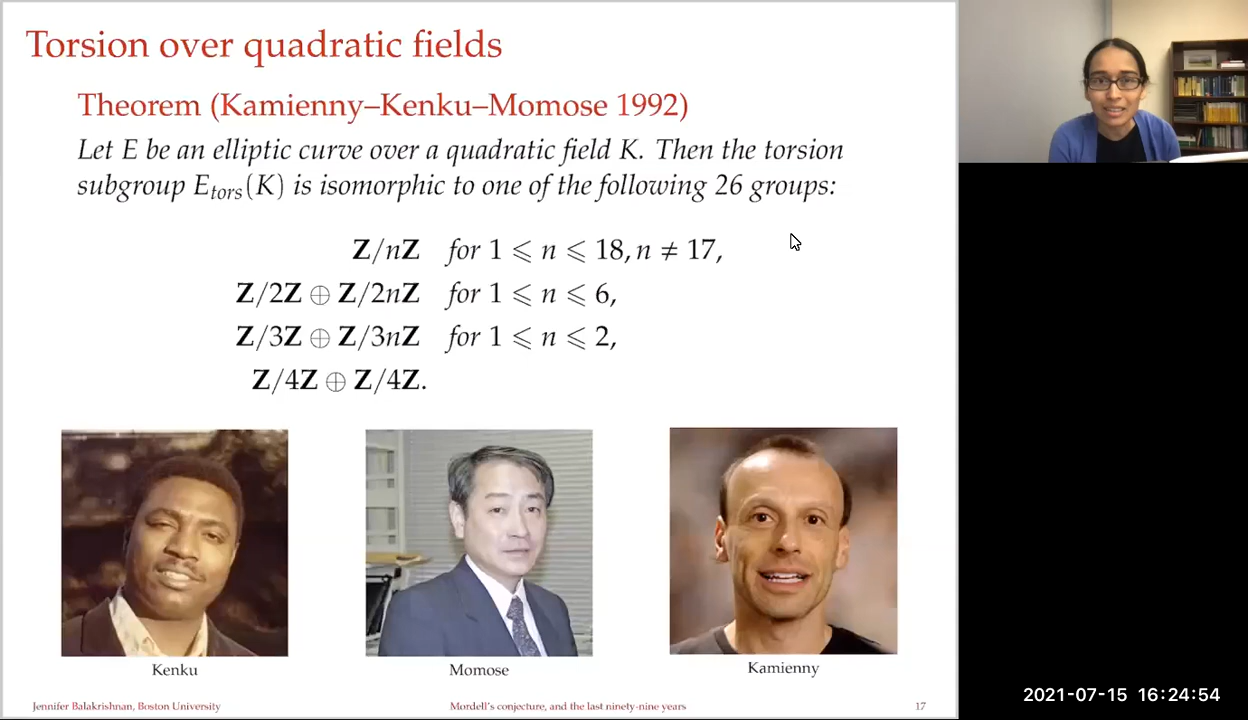 Torsion over quadratic fields
Theorem (Kamienny–Kenku–Momose 1992)
Let E be an elliptic curve over a quadratic field K. Then the torsion
subgroup E_tors(K) is isomorphic to one of the following 26 groups:
Z/nZ for 1 ⩽ n ⩽ 18, n ≠ 17,
Z/2Z ⊕ Z/2nZ for 1 ⩽ n ⩽ 6,
Z/3Z ⊕ Z/3nZ for 1 ⩽ n ⩽ 2,
Z/4Z ⊕ Z/4Z.
Kenku
Momose
Kamienny
Jennifer Balakrishnan, Boston University
Mordell's conjecture, and the last ninety-nine years
17
2021-07-15 16:24:54